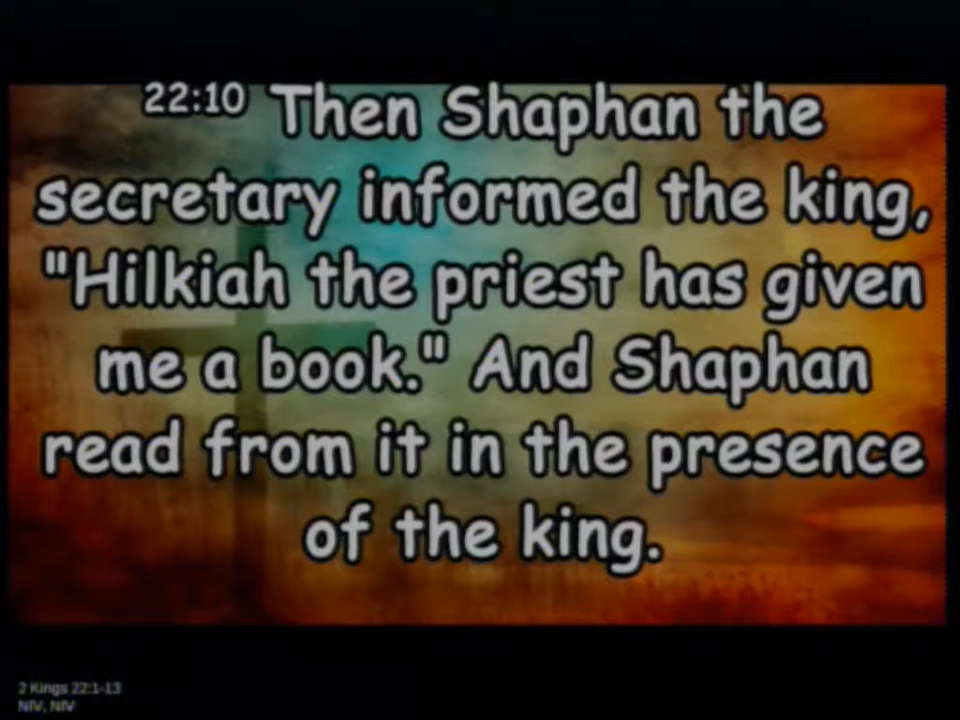 22:10 Then Shaphan the
secretary informed the king,
"Hilkiah the priest has given
me a book." And Shaphan
read from it in the presence
of the king.
2 Kings 22:1-13
NIV, NIV